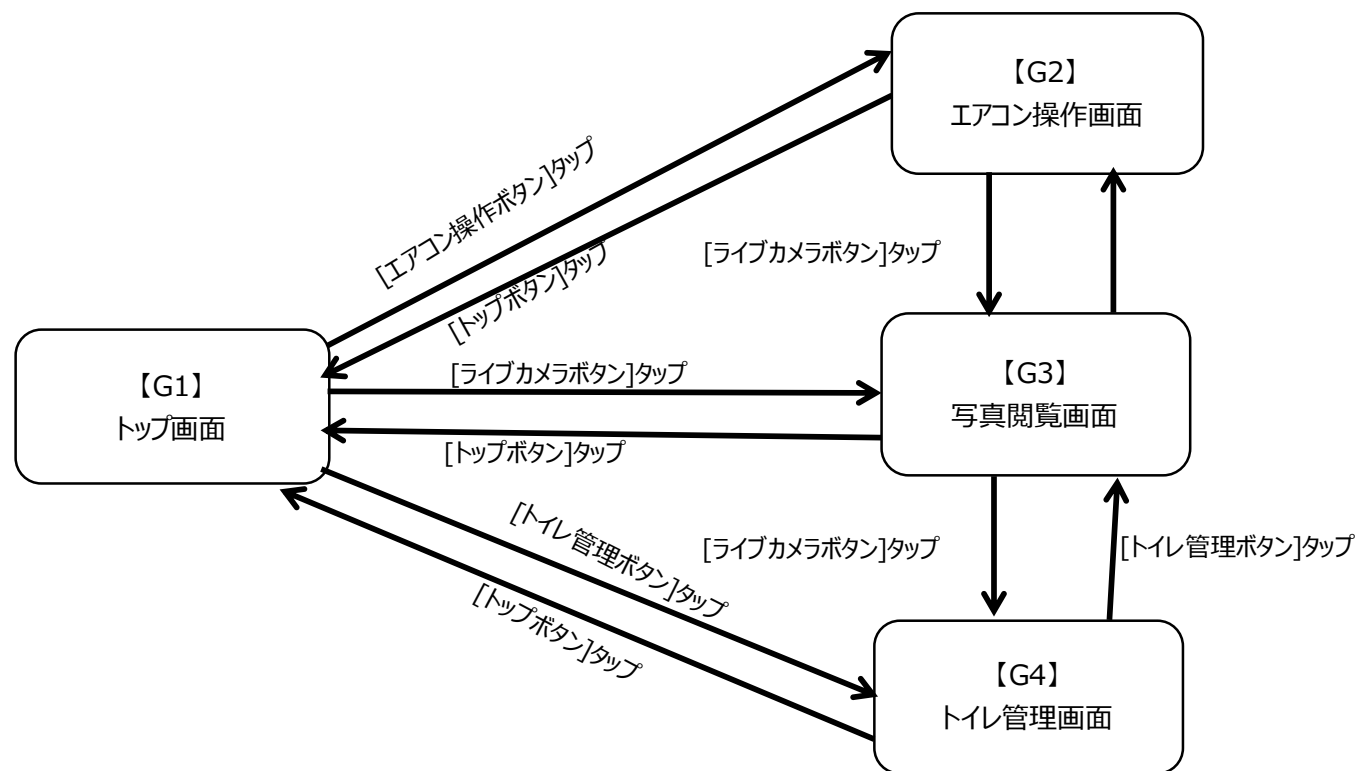 【G2】
エアコン操作画面
[エアコン操作ボタン]タップ
[トップボタン]タップ
[ライブカメラボタン]タップ
【G1】
トップ画面
[ライブカメラボタン]タップ
[トップボタン]タップ
【G3】
写真閲覧画面
[トイレ管理ボタン]タップ
[トップボタン]タップ
[ライブカメラボタン]タップ
[トイレ管理ボタン]タップ
【G4】
トイレ管理画面